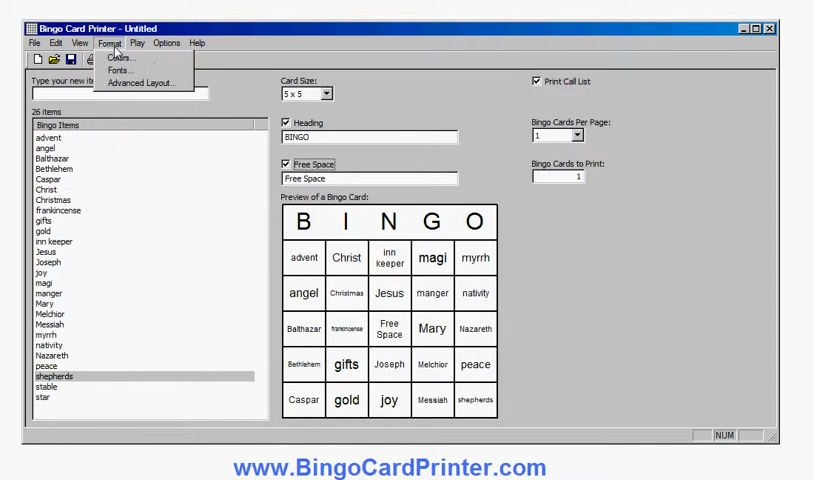 Bingo Card Printer - Untitled
File Edit View Format Play Options Help
Colors...
Fonts...
Advanced Layout...
Type your new ite
26 items
Bingo Items
advent
angel
Balthazar
Bethlehem
Caspar
Christ
Christmas
frankincense
gifts
gold
inn keeper
Jesus
Joseph
joy
magi
manger
Mary
Melchior
Messiah
myrrh
nativity
Nazareth
peace
shepherds
stable
star
Card Size:
5 x 5
Heading
BINGO
Free Space
Free Space
Preview of a Bingo Card:
B I N G O
advent Christ inn keeper magi myrrh
angel Christmas Jesus manger nativity
Balthazar frankincense Free Space Mary Nazareth
Bethlehem gifts Joseph Melchior peace
Caspar gold joy Messiah shepherds
Print Call List
Bingo Cards Per Page:
1
Bingo Cards to Print:
1
NUM
www.BingoCardPrinter.com